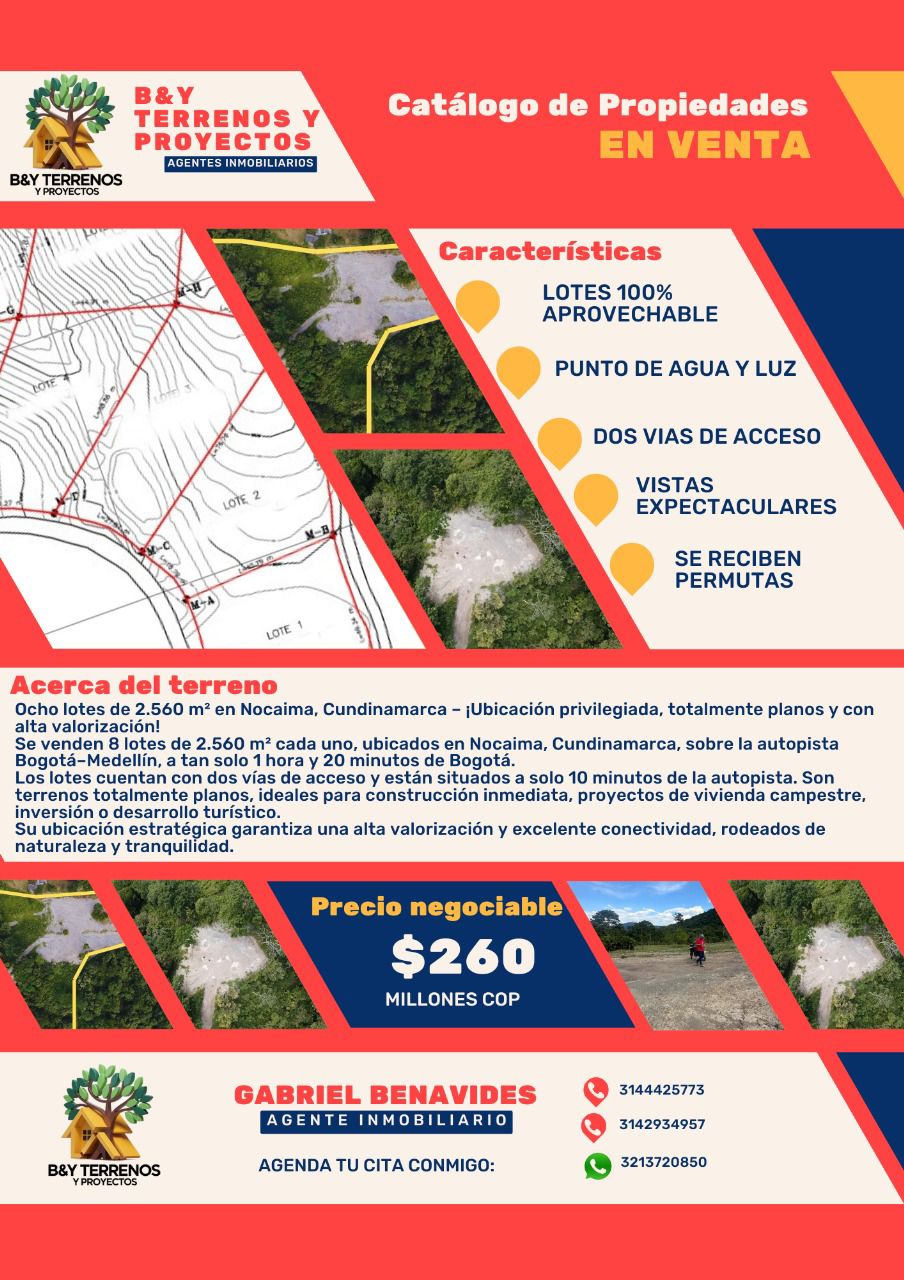 B&Y
TERRENOS Y
PROYECTOS
AGENTES INMOBILIARIOS
B&Y TERRENOS
Y PROYECTOS
Catálogo de Propiedades
EN VENTA
Características
LOTES 100%
APROVECHABLE
PUNTO DE AGUA Y LUZ
DOS VIAS DE ACCESO
VISTAS
EXPECTACULARES
SE RECIBEN
PERMUTAS
M-H
LOTE 4
LOTE 3
LOTE 2
M-D
M-C
M-B
M-A
LOTE 1
Acerca del terreno
Ocho lotes de 2.560 m² en Nocaima, Cundinamarca – ¡Ubicación privilegiada, totalmente planos y con
alta valorización!
Se venden 8 lotes de 2.560 m² cada uno, ubicados en Nocaima, Cundinamarca, sobre la autopista
Bogotá–Medellín, a tan solo 1 hora y 20 minutos de Bogotá.
Los lotes cuentan con dos vías de acceso y están situados a solo 10 minutos de la autopista. Son
terrenos totalmente planos, ideales para construcción inmediata, proyectos de vivienda campestre,
inversión o desarrollo turístico.
Su ubicación estratégica garantiza una alta valorización y excelente conectividad, rodeados de
naturaleza y tranquilidad.
Precio negociable
$260
MILLONES COP
B&Y TERRENOS
Y PROYECTOS
GABRIEL BENAVIDES
AGENTE INMOBILIARIO
AGENDA TU CITA CONMIGO:
3144425773
3142934957
3213720850